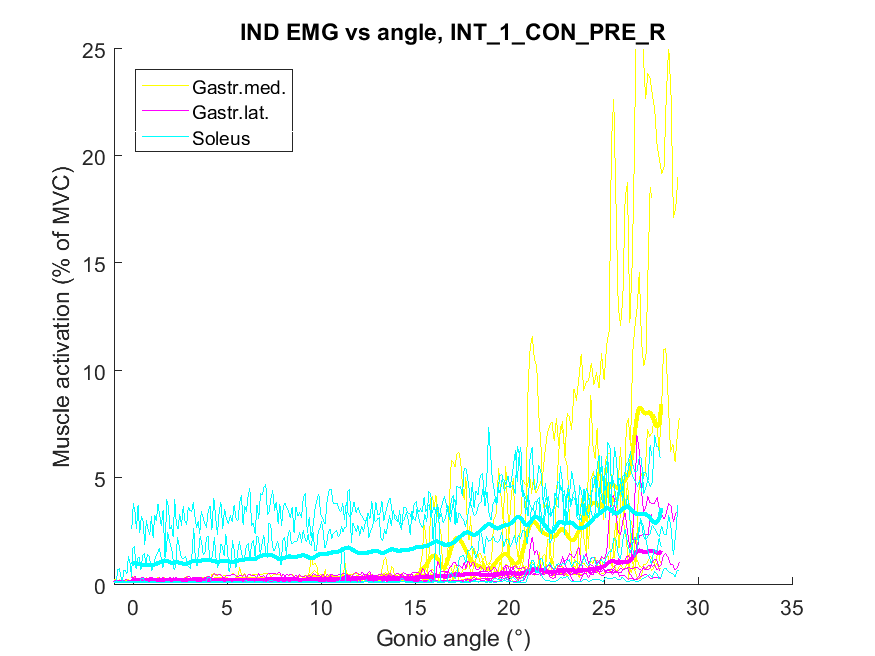 IND EMG vs angle, INT_1_CON_PRE_R
25
Gastr.med.
Gastr.lat.
Soleus
20
15
10
5
0
Muscle activation (% of MVC)
0 5 10 15 20 25 30 35
Gonio angle (°)